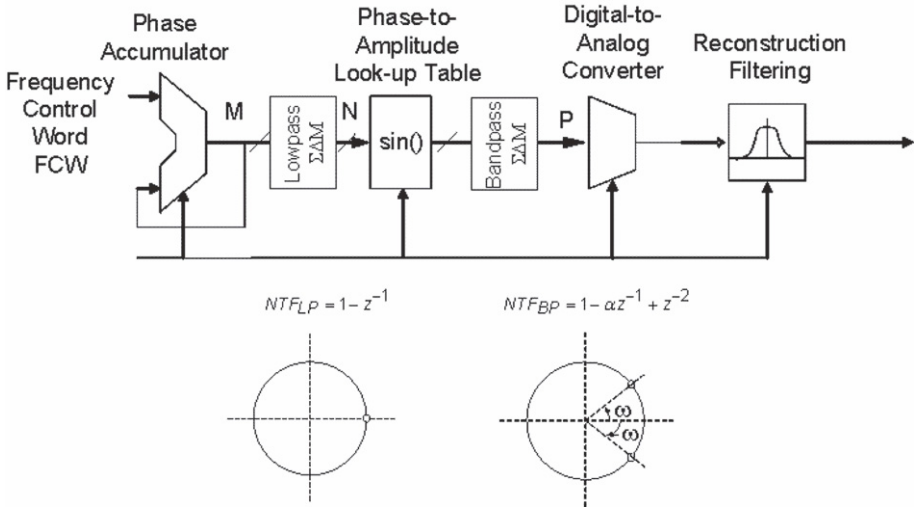 Phase
Accumulator
Phase-to-
Amplitude
Look-up Table
Digital-to-
Analog
Converter
Reconstruction
Filtering
Frequency
Control
Word
FCW
M
Lowpass
ΣΔM
N
sin()
Bandpass
ΣΔM
P
NTF_LP = 1 − z⁻¹
NTF_BP = 1 − αz⁻¹ + z⁻²
ω
ω